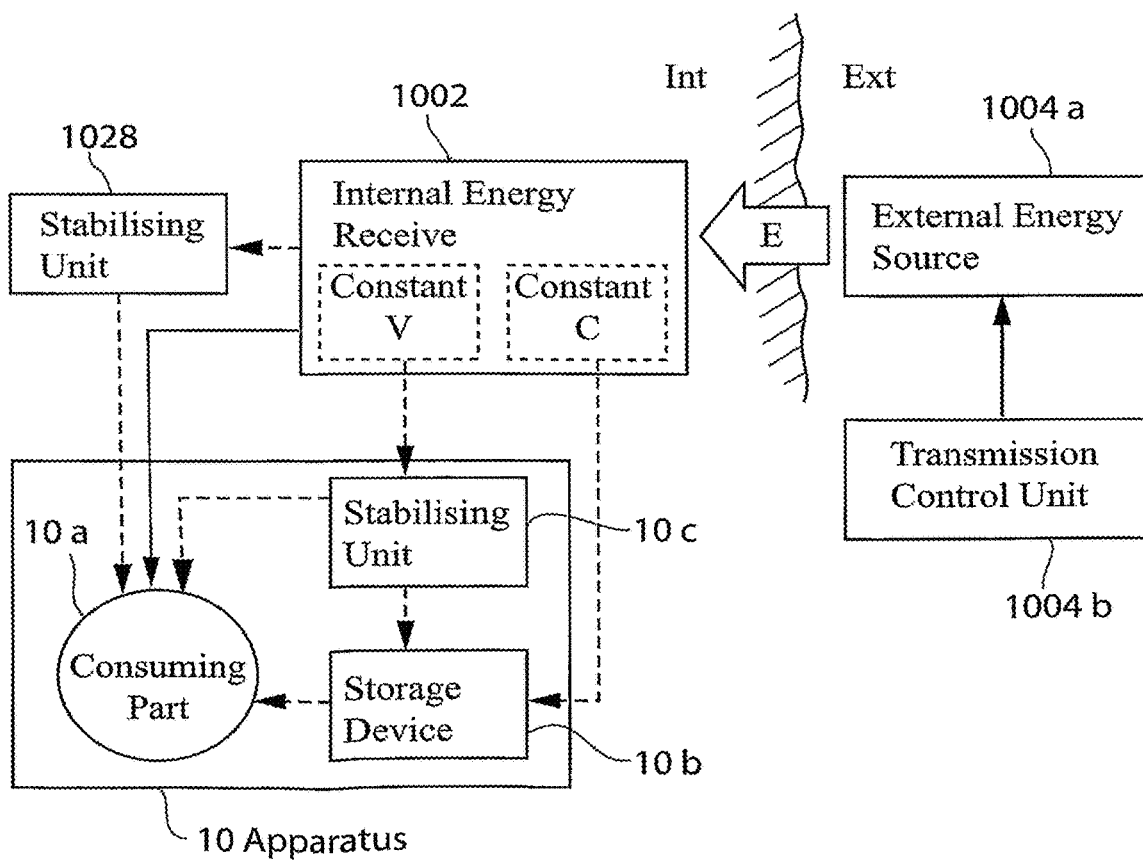 Int
Ext
1002
1004 a
1028
Stabilising
Unit
Internal Energy
Receive
Constant
V
Constant
C
E
External Energy
Source
Transmission
Control Unit
1004 b
10 a
Stabilising
Unit
10 c
Consuming
Part
Storage
Device
10 b
10 Apparatus